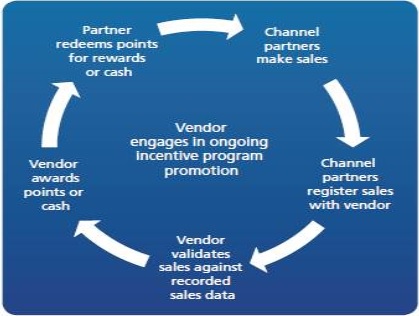 Partner
redeems points
for rewards
or cash
Channel
partners
make sales
Vendor
engages in ongoing
incentive program
promotion
Vendor
awards
points or
cash
Channel
partners
register sales
with vendor
Vendor
validates
sales against
recorded
sales data